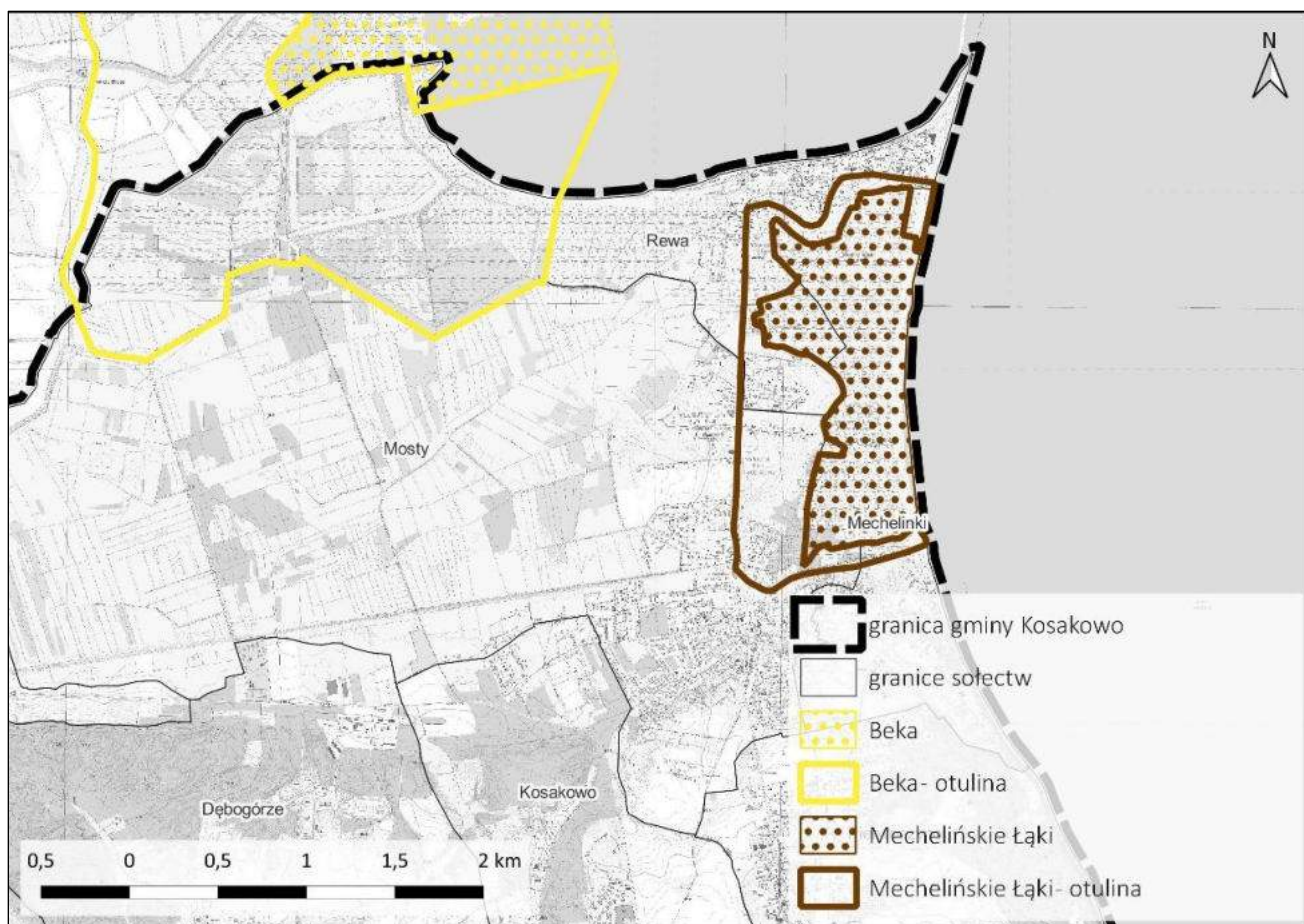 N
Rewa
Mosty
Mechelinki
granica gminy Kosakowo
granice sołectw
Beka
Beka- otulina
Mechelińskie Łąki
Mechelińskie Łąki- otulina
Kosakowo
Dębogórze
0,5 0 0,5 1 1,5 2 km